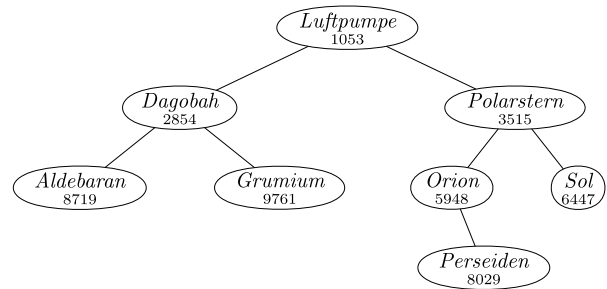 Luftpumpe
1053
Dagobah
2854
Polarstern
3515
Aldebaran
8719
Grumium
9761
Orion
5948
Sol
6447
Perseiden
8029